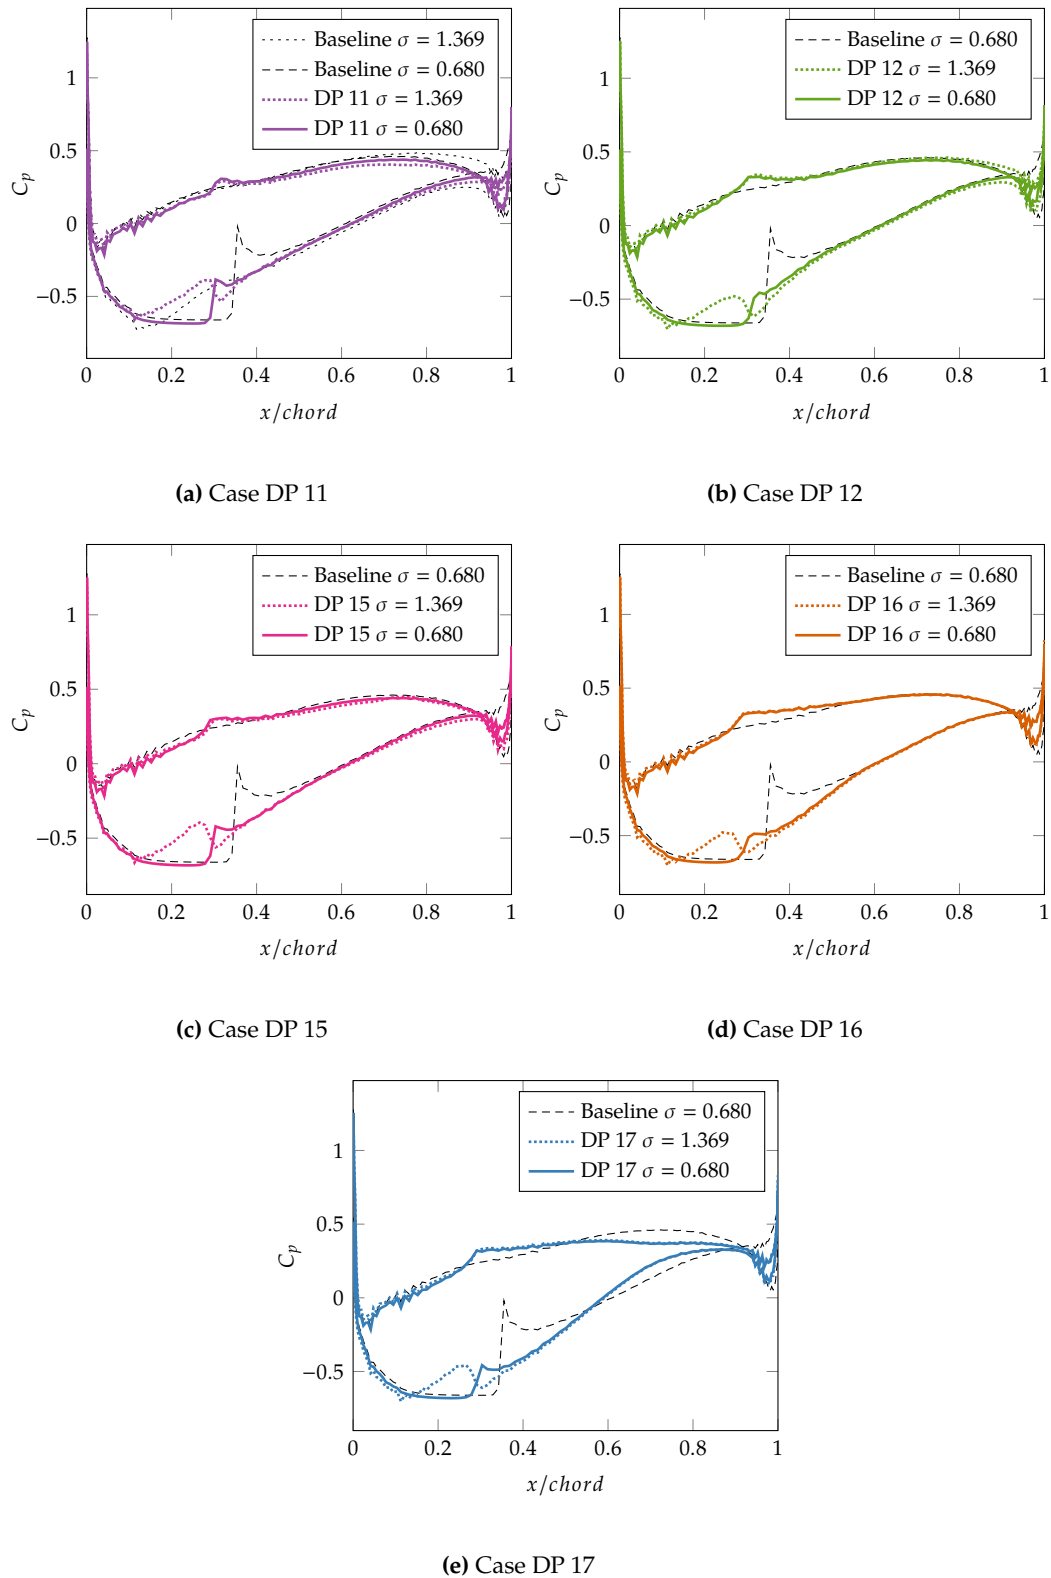 Baseline σ = 1.369
Baseline σ = 0.680
DP 11 σ = 1.369
DP 11 σ = 0.680
1
0.5
0
−0.5
C_p
0 0.2 0.4 0.6 0.8 1
x/chord
(a) Case DP 11
Baseline σ = 0.680
DP 12 σ = 1.369
DP 12 σ = 0.680
1
0.5
0
−0.5
C_p
0 0.2 0.4 0.6 0.8 1
x/chord
(b) Case DP 12
Baseline σ = 0.680
DP 15 σ = 1.369
DP 15 σ = 0.680
1
0.5
0
−0.5
C_p
0 0.2 0.4 0.6 0.8 1
x/chord
(c) Case DP 15
Baseline σ = 0.680
DP 16 σ = 1.369
DP 16 σ = 0.680
1
0.5
0
−0.5
C_p
0 0.2 0.4 0.6 0.8 1
x/chord
(d) Case DP 16
Baseline σ = 0.680
DP 17 σ = 1.369
DP 17 σ = 0.680
1
0.5
0
−0.5
C_p
0 0.2 0.4 0.6 0.8 1
x/chord
(e) Case DP 17